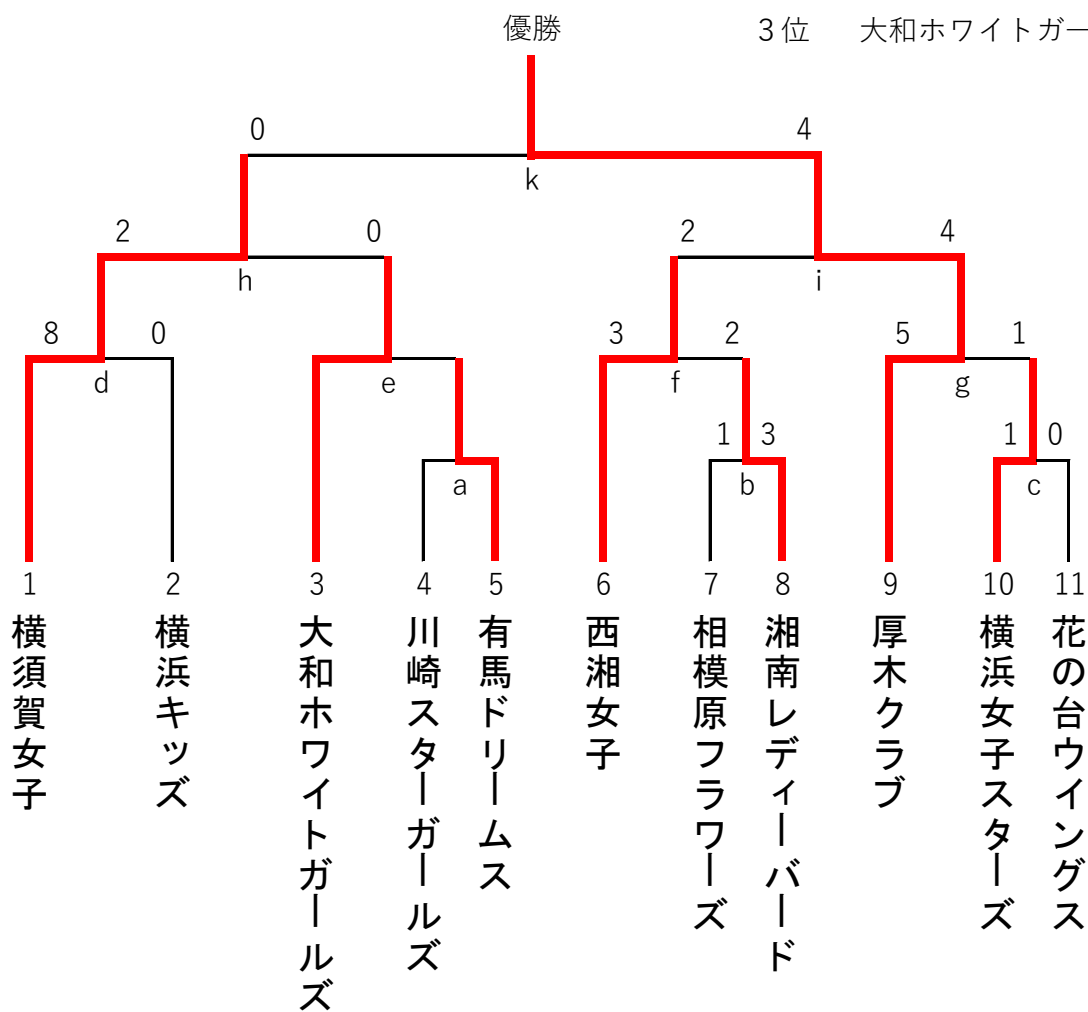 優勝
３位 大和ホワイトガー
0 4
k
2 0 2 4
h i
8 0 3 2 5 1
d e f g
1 3 1 0
a b c
1 2 3 4 5 6 7 8 9 10 11
横須賀女子
横浜キッズ
大和ホワイトガールズ
川崎スターガールズ
有馬ドリームス
西湘女子
相模原フラワーズ
湘南レディーバード
厚木クラブ
横浜女子スターズ
花の台ウイングス